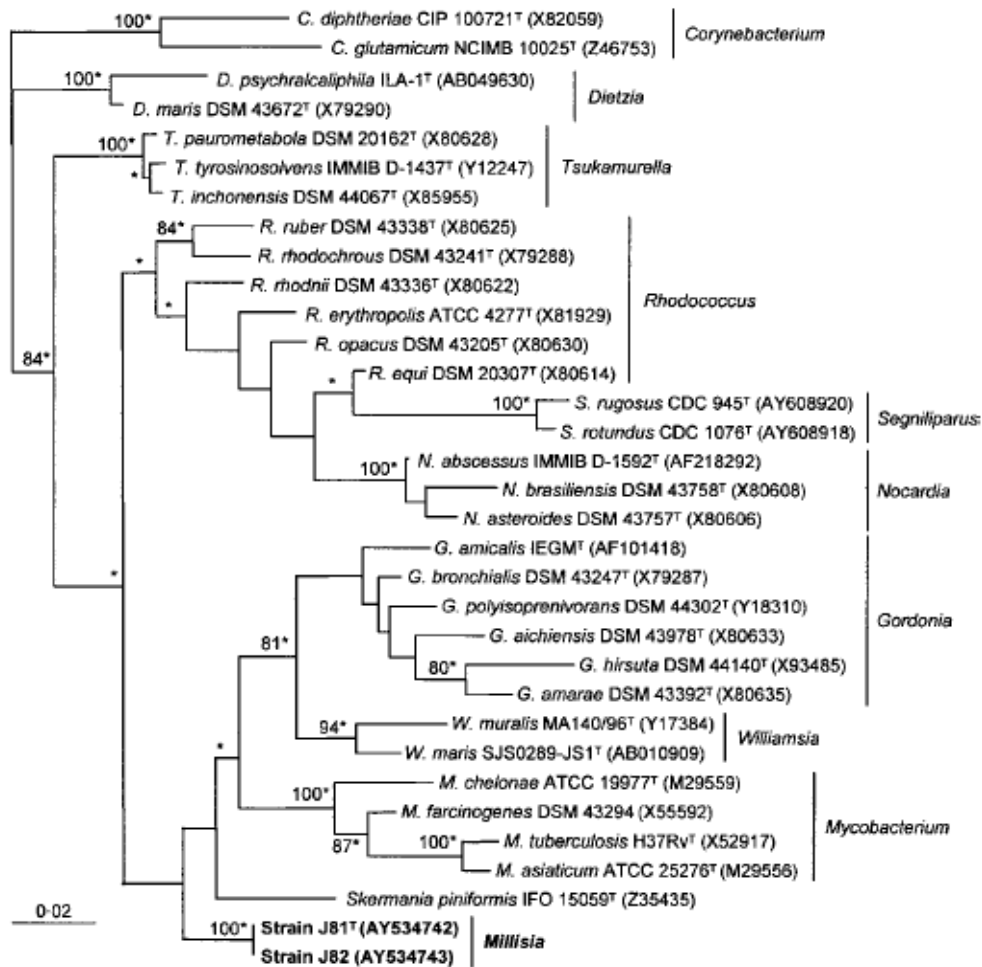 100*
C. diphtheriae CIP 100721ᵀ (X82059)
C. glutamicum NCIMB 10025ᵀ (Z46753)
Corynebacterium
100*
D. psychralcaliphila ILA-1ᵀ (AB049630)
D. maris DSM 43672ᵀ (X79290)
Dietzia
100*
*
T. paurometabola DSM 20162ᵀ (X80628)
T. tyrosinosolvens IMMIB D-1437ᵀ (Y12247)
T. inchonensis DSM 44067ᵀ (X85955)
Tsukamurella
84*
*
84*
*
R. ruber DSM 43338ᵀ (X80625)
R. rhodochrous DSM 43241ᵀ (X79288)
R. rhodnii DSM 43336ᵀ (X80622)
R. erythropolis ATCC 4277ᵀ (X81929)
R. opacus DSM 43205ᵀ (X80630)
*
R. equi DSM 20307ᵀ (X80614)
Rhodococcus
100*
S. rugosus CDC 945ᵀ (AY608920)
S. rotundus CDC 1076ᵀ (AY608918)
Segniliparus
100*
N. abscessus IMMIB D-1592ᵀ (AF218292)
N. brasiliensis DSM 43758ᵀ (X80608)
N. asteroides DSM 43757ᵀ (X80606)
Nocardia
*
81*
G. amicalis IEGMᵀ (AF101418)
G. bronchialis DSM 43247ᵀ (X79287)
G. polyisoprenivorans DSM 44302ᵀ (Y18310)
G. aichiensis DSM 43978ᵀ (X80633)
80*
G. hirsuta DSM 44140ᵀ (X93485)
G. amarae DSM 43392ᵀ (X80635)
Gordonia
94*
W. muralis MA140/96ᵀ (Y17384)
W. maris SJS0289-JS1ᵀ (AB010909)
Williamsia
*
100*
M. chelonae ATCC 19977ᵀ (M29559)
M. farcinogenes DSM 43294 (X55592)
87*
100*
M. tuberculosis H37Rvᵀ (X52917)
M. asiaticum ATCC 25276ᵀ (M29556)
Mycobacterium
Skermania piniformis IFO 15059ᵀ (Z35435)
100*
Strain J81ᵀ (AY534742)
Strain J82 (AY534743)
Millisia
0·02